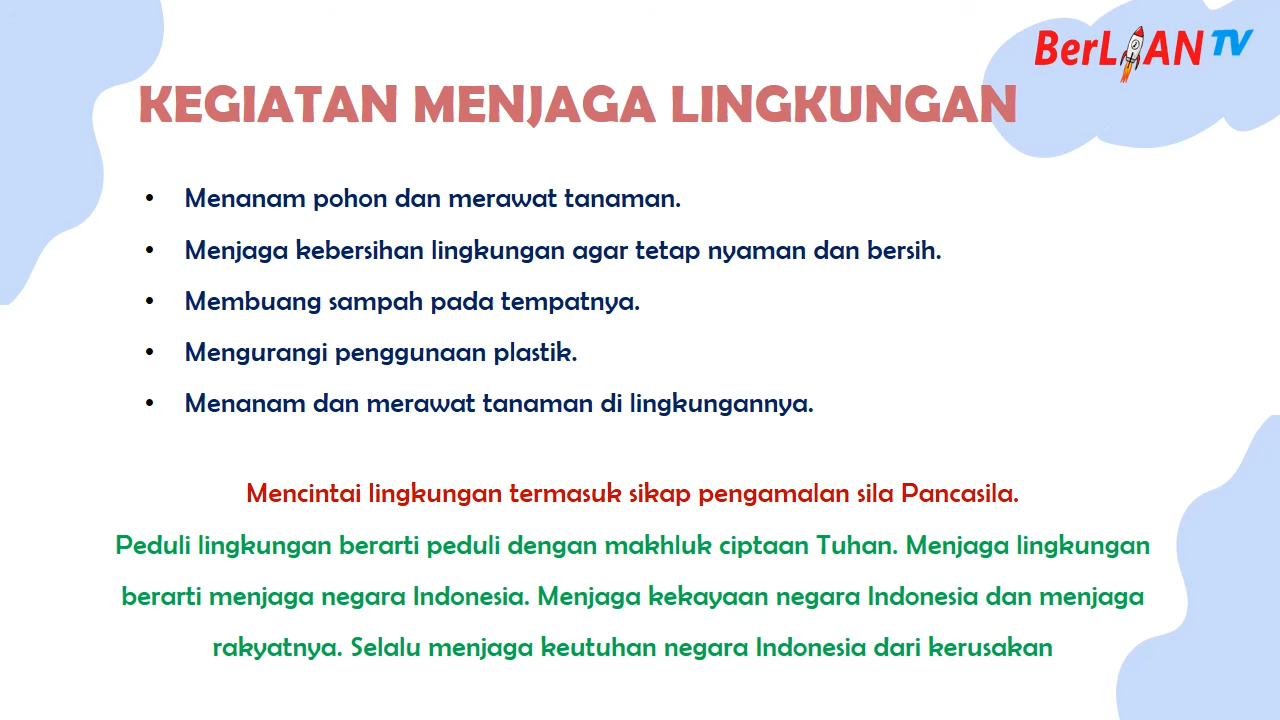 BerLIAN TV
KEGIATAN MENJAGA LINGKUNGAN
• Menanam pohon dan merawat tanaman.
• Menjaga kebersihan lingkungan agar tetap nyaman dan bersih.
• Membuang sampah pada tempatnya.
• Mengurangi penggunaan plastik.
• Menanam dan merawat tanaman di lingkungannya.
Mencintai lingkungan termasuk sikap pengamalan sila Pancasila.
Peduli lingkungan berarti peduli dengan makhluk ciptaan Tuhan. Menjaga lingkungan
berarti menjaga negara Indonesia. Menjaga kekayaan negara Indonesia dan menjaga
rakyatnya. Selalu menjaga keutuhan negara Indonesia dari kerusakan